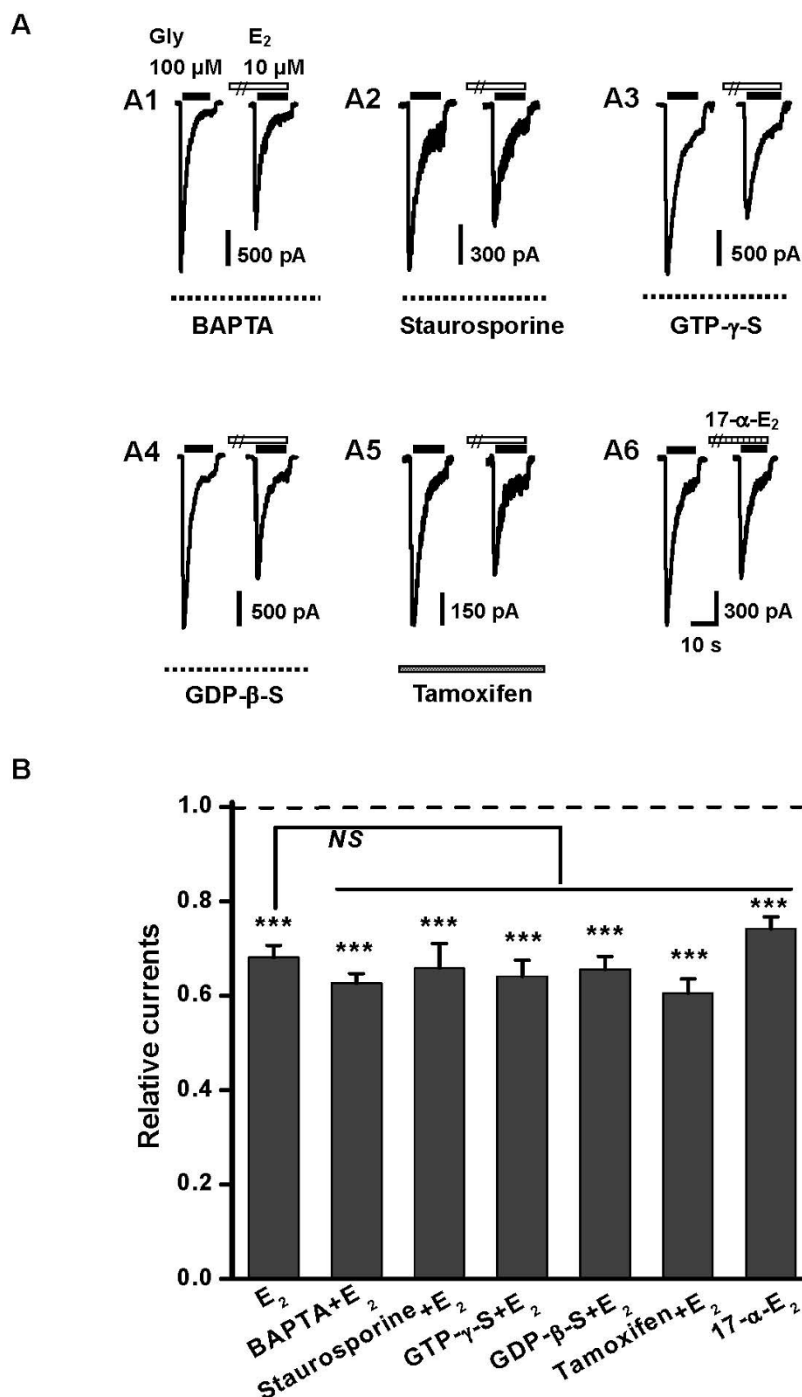 A
Gly E₂
100 µM 10 µM
A1 A2 A3
500 pA 300 pA 500 pA
BAPTA Staurosporine GTP-γ-S
17-α-E₂
A4 A5 A6
500 pA 150 pA 300 pA
10 s
GDP-β-S Tamoxifen
B
1.0
NS
0.8
*** *** *** *** *** *** ***
0.6
0.4
0.2
0.0
Relative currents
E₂
BAPTA+E₂
Staurosporine+E₂
GTP-γ-S+E₂
GDP-β-S+E₂
Tamoxifen+E₂
17-α-E₂